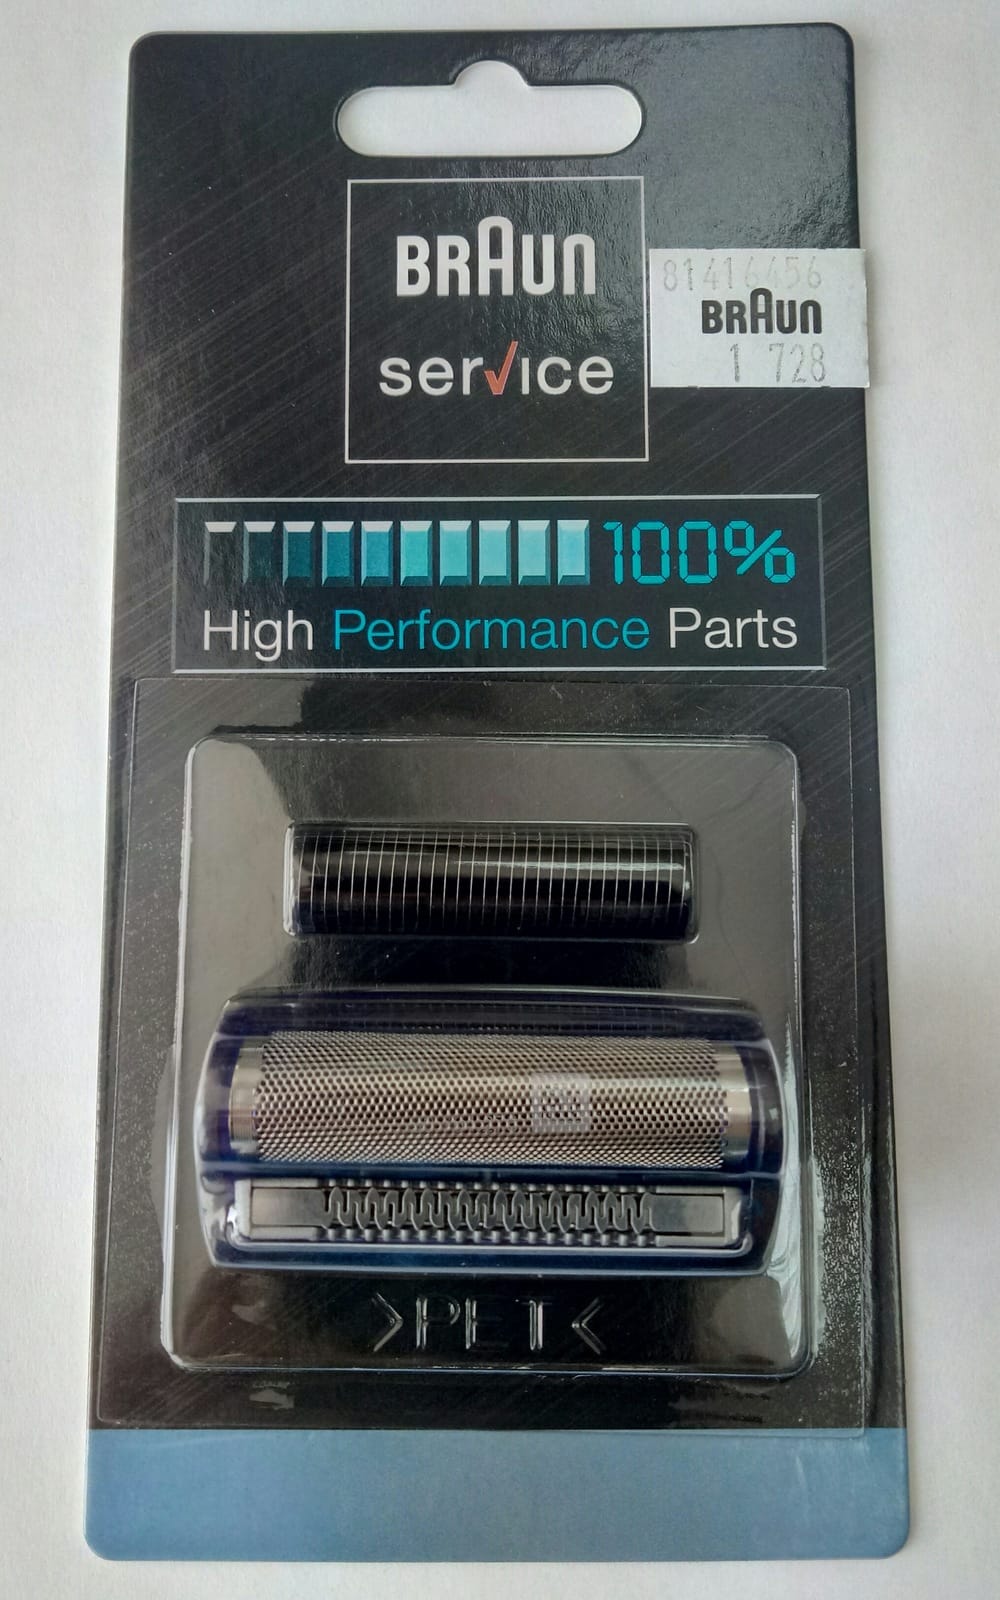 BRAUN
service
81416456
BRAUN
1 728
100%
High Performance Parts
>PET<